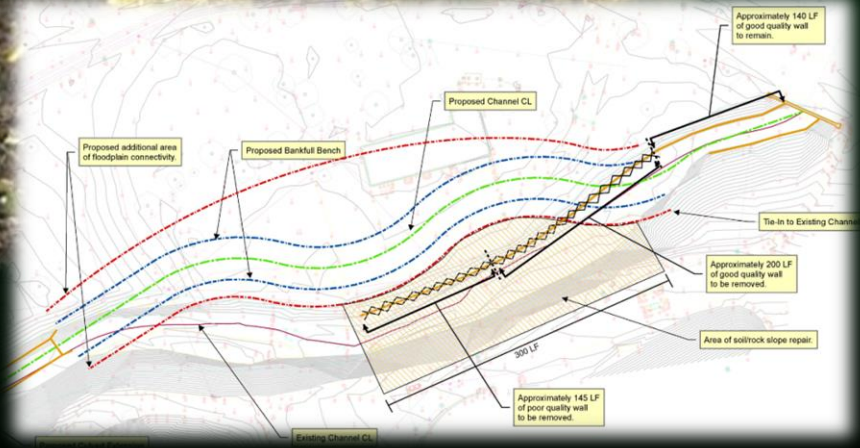 Approximately 140 LF
of good quality wall
to remain.
Proposed Channel CL
Proposed additional area
of floodplain connectivity.
Proposed Bankfull Bench
Tie-In to Existing Channe
Approximately 200 LF
of good quality wall
to be removed.
Area of soil/rock slope repair.
300 LF
Approximately 145 LF
of poor quality wall
to be removed.
Existing Channel CL